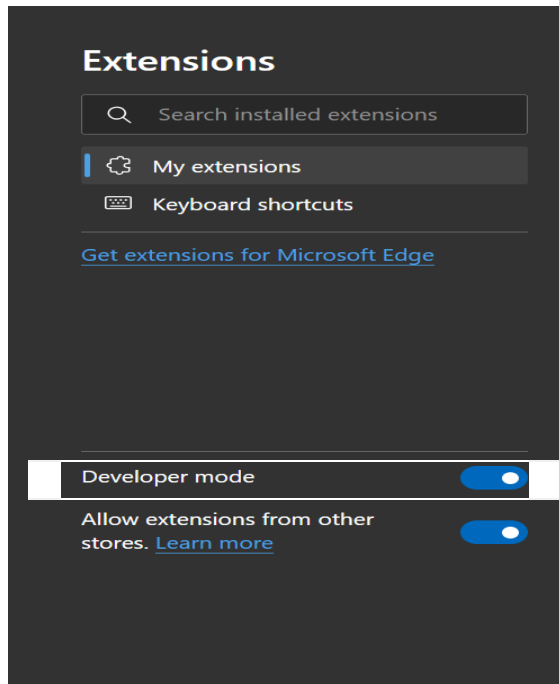 Extensions
Search installed extensions
My extensions
Keyboard shortcuts
Get extensions for Microsoft Edge
Developer mode
Allow extensions from other
stores. Learn more